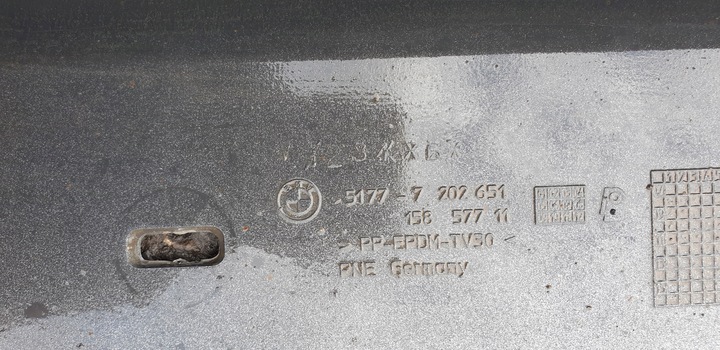 5177-7 202 651
158 577 11
>PP-EPDM-TV30<
PNE Germany
P